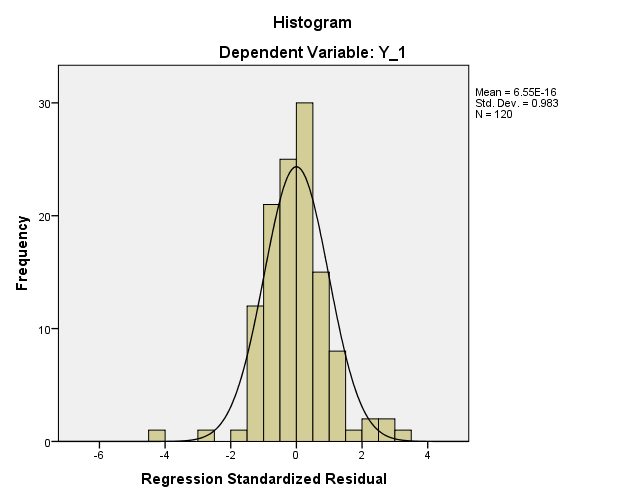 Histogram
Dependent Variable: Y_1
Mean = 6.55E-16
Std. Dev. = 0.983
N = 120
Frequency
30
20
10
0
-6 -4 -2 0 2 4
Regression Standardized Residual